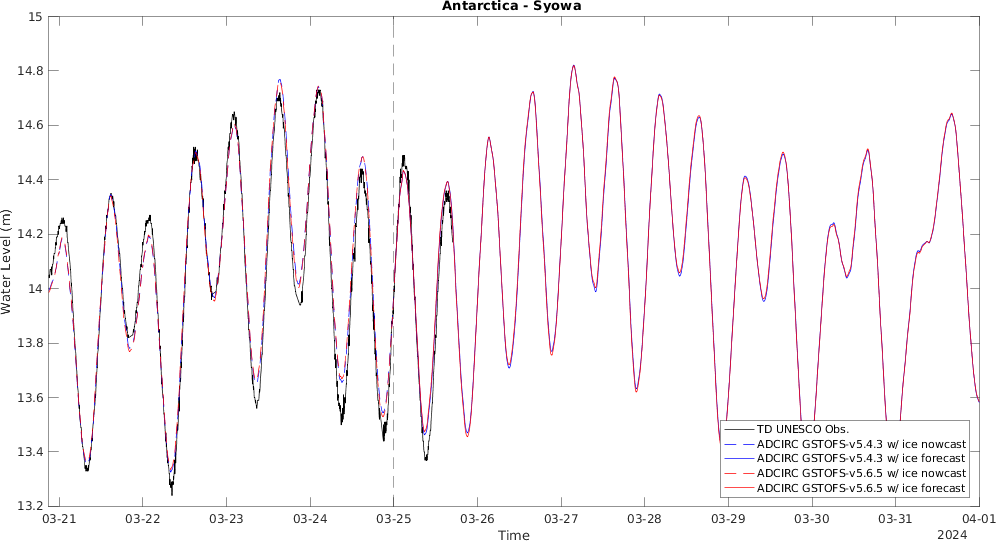 Antarctica - Syowa
Water Level (m)
15
14.8
14.6
14.4
14.2
14
13.8
13.6
13.4
13.2
TD UNESCO Obs.
ADCIRC GSTOFS-v5.4.3 w/ ice nowcast
ADCIRC GSTOFS-v5.4.3 w/ ice forecast
ADCIRC GSTOFS-v5.6.5 w/ ice nowcast
ADCIRC GSTOFS-v5.6.5 w/ ice forecast
03-21 03-22 03-23 03-24 03-25 03-26 03-27 03-28 03-29 03-30 03-31 04-01
Time
2024